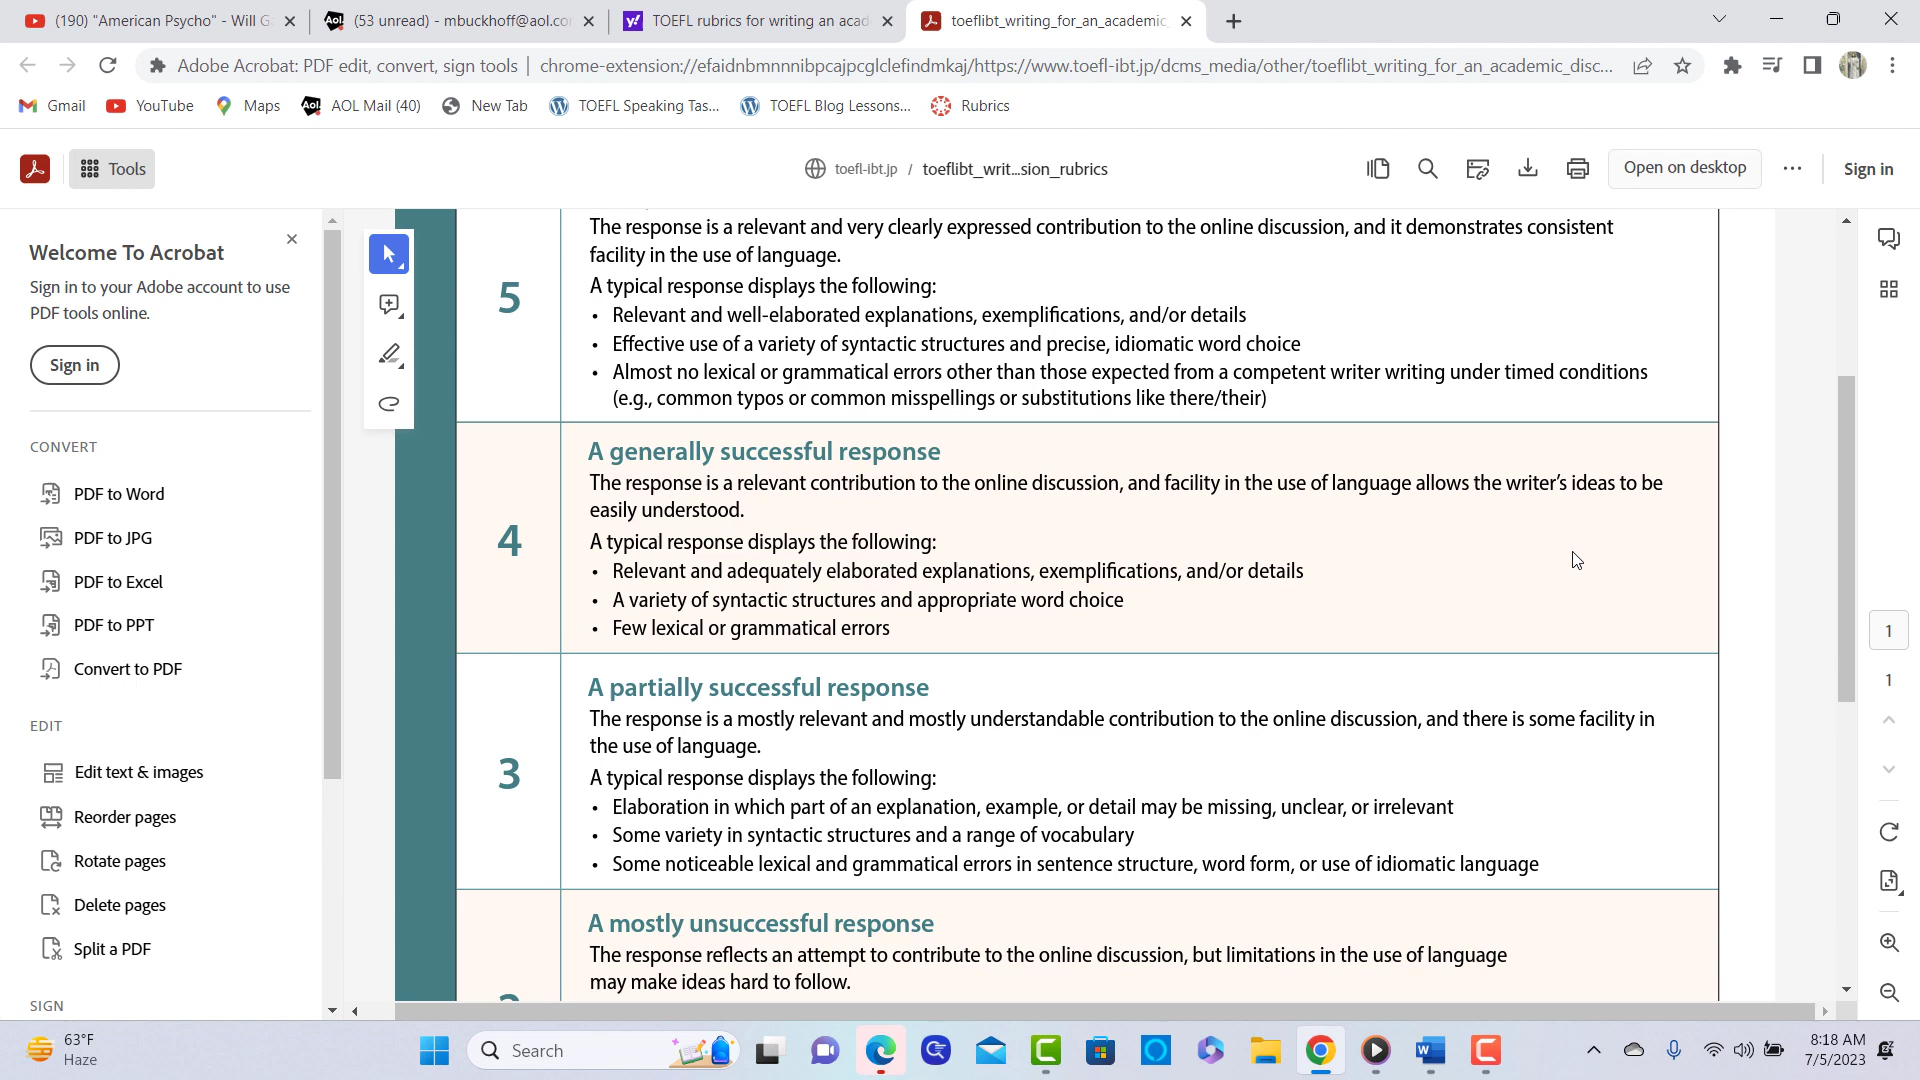 (190) "American Psycho" - Will G
(53 unread) - mbuckhoff@aol.co
TOEFL rubrics for writing an acad
toeflibt_writing_for_an_academic_
Adobe Acrobat: PDF edit, convert, sign tools | chrome-extension://efaidnbmnnnibpcajpcglclefindmkaj/https://www.toefl-ibt.jp/dcms_media/other/toeflibt_writing_for_an_academic_disc...
Gmail
YouTube
Maps
AOL Mail (40)
New Tab
TOEFL Speaking Tas...
TOEFL Blog Lessons...
Rubrics
Tools
toefl-ibt.jp / toeflibt_writ...sion_rubrics
Open on desktop
Sign in
Welcome To Acrobat
Sign in to your Adobe account to use
PDF tools online.
Sign in
CONVERT
PDF to Word
PDF to JPG
PDF to Excel
PDF to PPT
Convert to PDF
EDIT
Edit text & images
Reorder pages
Rotate pages
Delete pages
Split a PDF
SIGN
5
The response is a relevant and very clearly expressed contribution to the online discussion, and it demonstrates consistent
facility in the use of language.
A typical response displays the following:
• Relevant and well-elaborated explanations, exemplifications, and/or details
• Effective use of a variety of syntactic structures and precise, idiomatic word choice
• Almost no lexical or grammatical errors other than those expected from a competent writer writing under timed conditions
(e.g., common typos or common misspellings or substitutions like there/their)
4
A generally successful response
The response is a relevant contribution to the online discussion, and facility in the use of language allows the writer's ideas to be
easily understood.
A typical response displays the following:
• Relevant and adequately elaborated explanations, exemplifications, and/or details
• A variety of syntactic structures and appropriate word choice
• Few lexical or grammatical errors
3
A partially successful response
The response is a mostly relevant and mostly understandable contribution to the online discussion, and there is some facility in
the use of language.
A typical response displays the following:
• Elaboration in which part of an explanation, example, or detail may be missing, unclear, or irrelevant
• Some variety in syntactic structures and a range of vocabulary
• Some noticeable lexical and grammatical errors in sentence structure, word form, or use of idiomatic language
A mostly unsuccessful response
The response reflects an attempt to contribute to the online discussion, but limitations in the use of language
may make ideas hard to follow.
1
1
63°F
Haze
Search
8:18 AM
7/5/2023